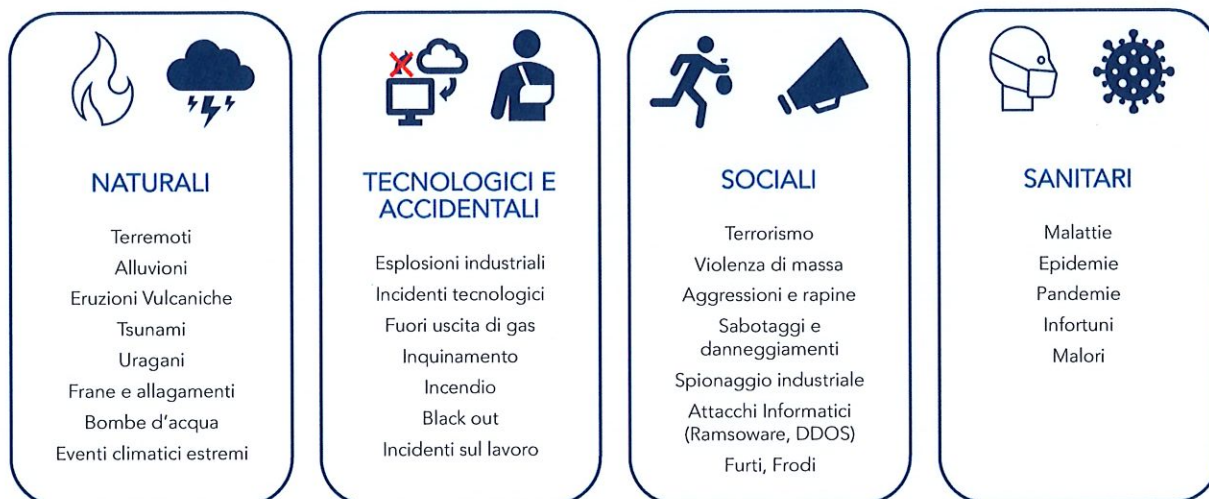 NATURALI
Terremoti
Alluvioni
Eruzioni Vulcaniche
Tsunami
Uragani
Frane e allagamenti
Bombe d'acqua
Eventi climatici estremi
TECNOLOGICI E
ACCIDENTALI
Esplosioni industriali
Incidenti tecnologici
Fuori uscita di gas
Inquinamento
Incendio
Black out
Incidenti sul lavoro
SOCIALI
Terrorismo
Violenza di massa
Aggressioni e rapine
Sabotaggi e
danneggiamenti
Spionaggio industriale
Attacchi Informatici
(Ramsoware, DDOS)
Furti, Frodi
SANITARI
Malattie
Epidemie
Pandemie
Infortuni
Malori